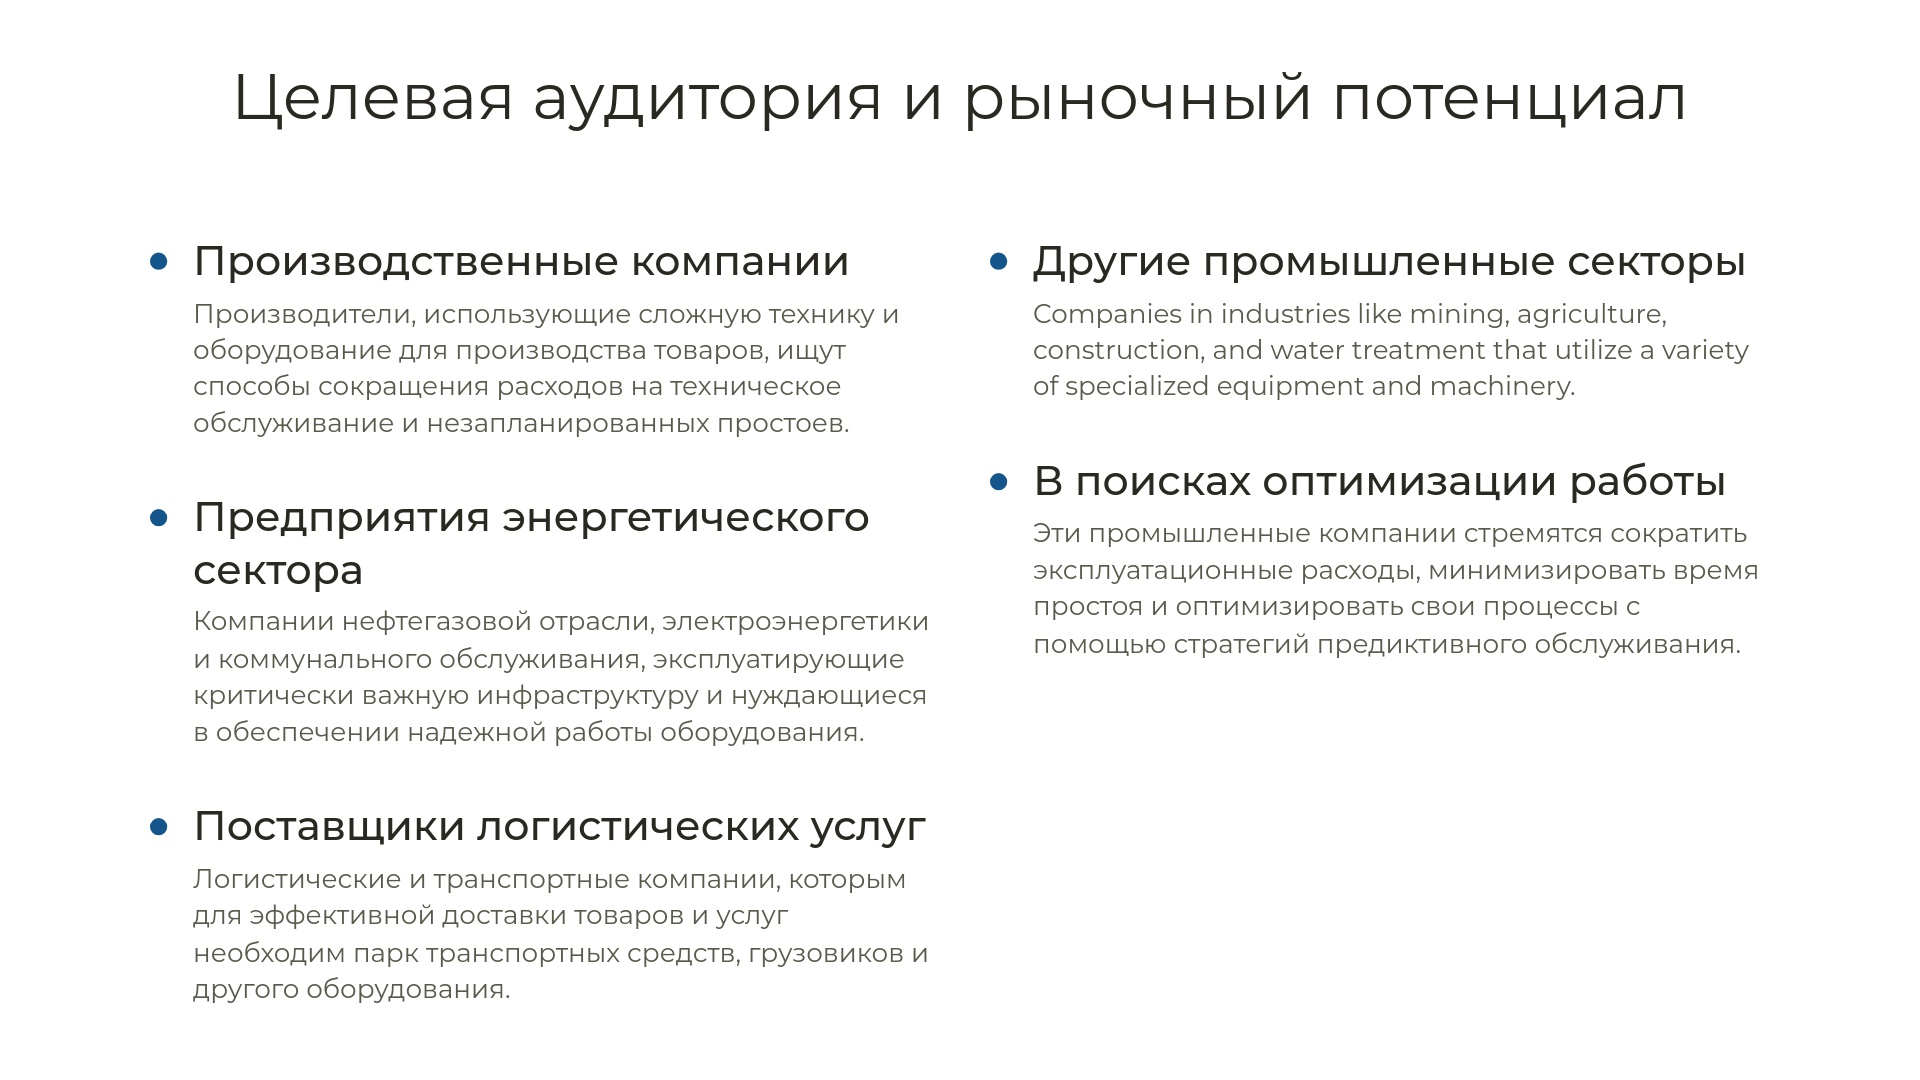 Целевая аудитория и рыночный потенциал
Производственные компании
Производители, использующие сложную технику и
оборудование для производства товаров, ищут
способы сокращения расходов на техническое
обслуживание и незапланированных простоев.
Предприятия энергетического
сектора
Компании нефтегазовой отрасли, электроэнергетики
и коммунального обслуживания, эксплуатирующие
критически важную инфраструктуру и нуждающиеся
в обеспечении надежной работы оборудования.
Поставщики логистических услуг
Логистические и транспортные компании, которым
для эффективной доставки товаров и услуг
необходим парк транспортных средств, грузовиков и
другого оборудования.
Другие промышленные секторы
Companies in industries like mining, agriculture,
construction, and water treatment that utilize a variety
of specialized equipment and machinery.
В поисках оптимизации работы
Эти промышленные компании стремятся сократить
эксплуатационные расходы, минимизировать время
простоя и оптимизировать свои процессы с
помощью стратегий предиктивного обслуживания.